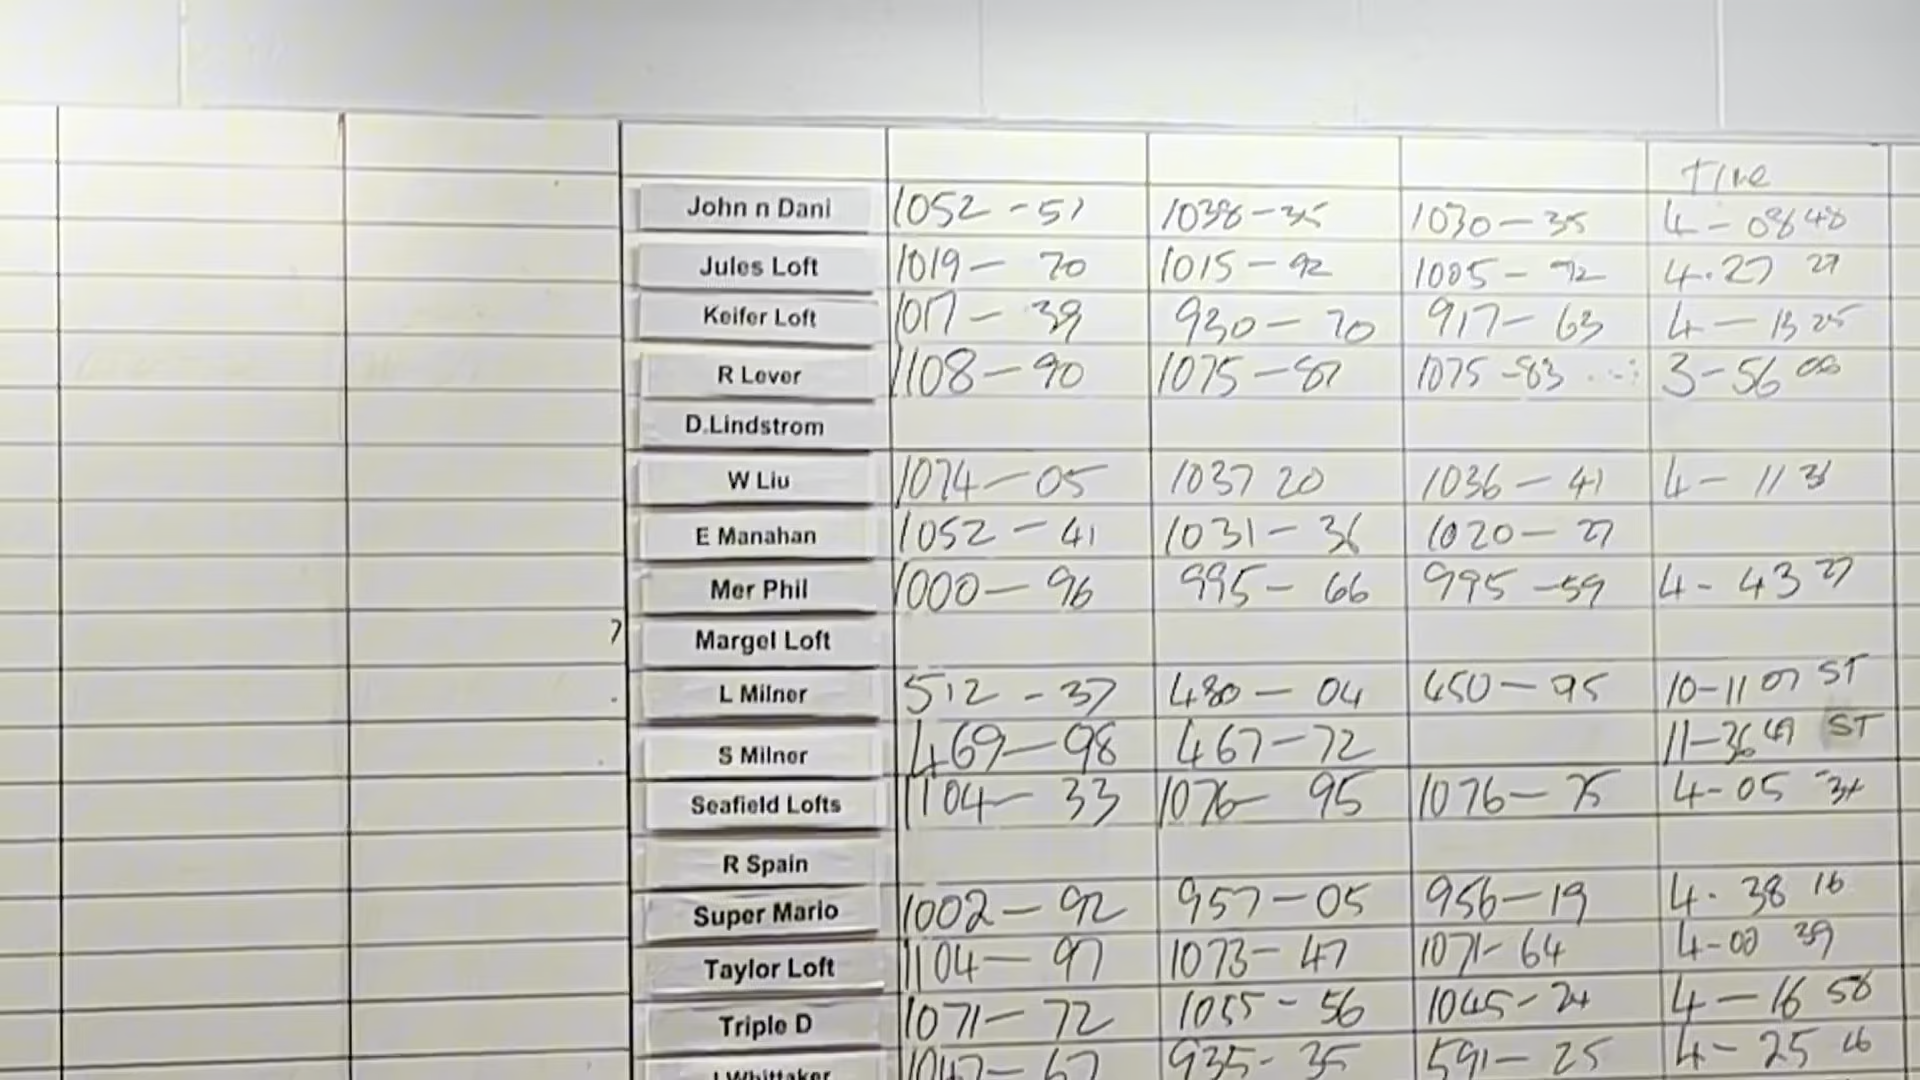 Time
John n Dani 1052 - 51 1038 - 35 1030 - 35 4 - 08 48
Jules Loft 1019 - 70 1015 - 92 1005 - 72 4.27 27
Keifer Loft 1017 - 39 930 - 70 917 - 63 4 - 13 25
R Lever 1108 - 90 1075 - 87 1075 - 83 3 - 56 08
D.Lindstrom
W Liu 1074 - 05 1037 20 1036 - 41 4 - 11 31
E Manahan 1052 - 41 1031 - 36 1020 - 27
Mer Phil 1000 - 96 995 - 66 995 - 59 4 - 43 27
Margel Loft
L Milner 512 - 37 480 - 04 450 - 95 10 - 11 07 ST
S Milner 469 - 98 467 - 72 11 - 36 49 ST
Seafield Lofts 1104 - 33 1076 - 95 1076 - 75 4 - 05
R Spain
Super Mario 1002 - 92 957 - 05 956 - 19 4. 38 16
Taylor Loft 1104 - 97 1073 - 47 1071 - 64 4 - 00 39
Triple D 1071 - 72 1055 - 56 1045 - 24 4 - 16 58
J Whittaker 1047 - 67 935 - 35 591 - 25 4 - 25 16